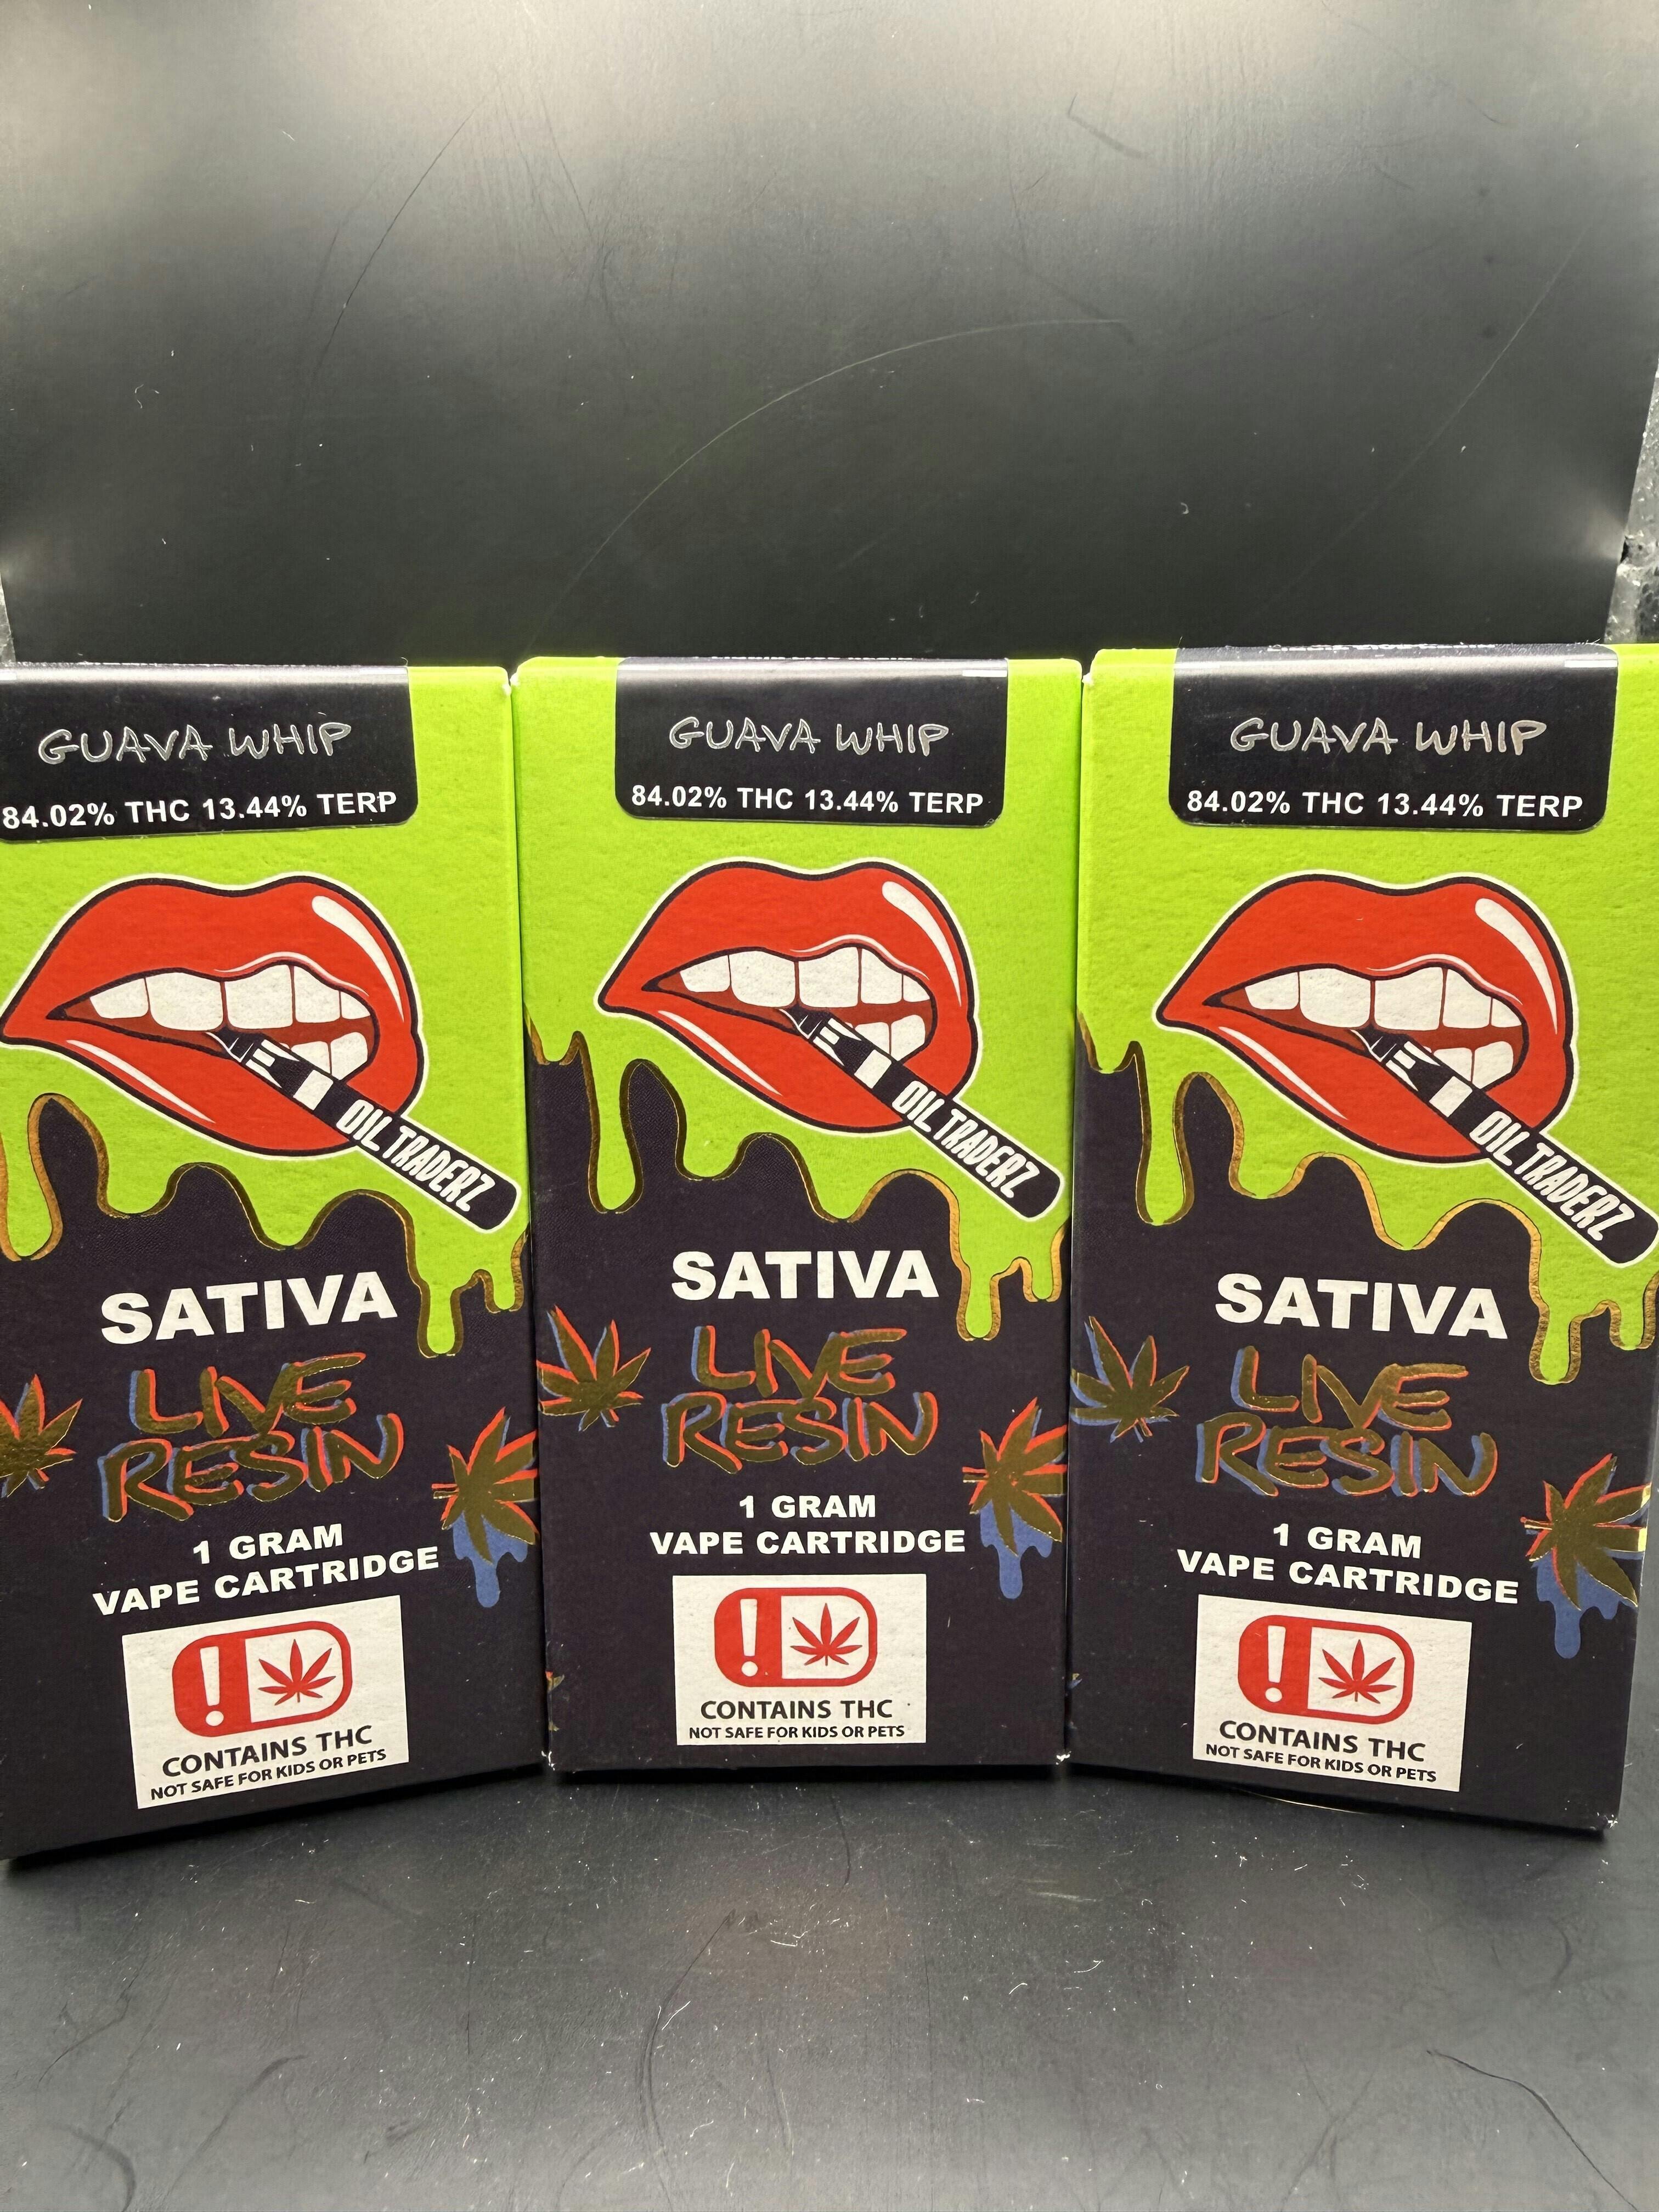 GUAVA WHIP
84.02% THC 13.44% TERP
OIL TRADERZ
SATIVA
LIVE
RESIN
1 GRAM
VAPE CARTRIDGE
!
CONTAINS THC
NOT SAFE FOR KIDS OR PETS
GUAVA WHIP
84.02% THC 13.44% TERP
OIL TRADERZ
SATIVA
LIVE
RESIN
1 GRAM
VAPE CARTRIDGE
!
CONTAINS THC
NOT SAFE FOR KIDS OR PETS
GUAVA WHIP
84.02% THC 13.44% TERP
OIL TRADERZ
SATIVA
LIVE
RESIN
1 GRAM
VAPE CARTRIDGE
!
CONTAINS THC
NOT SAFE FOR KIDS OR PETS